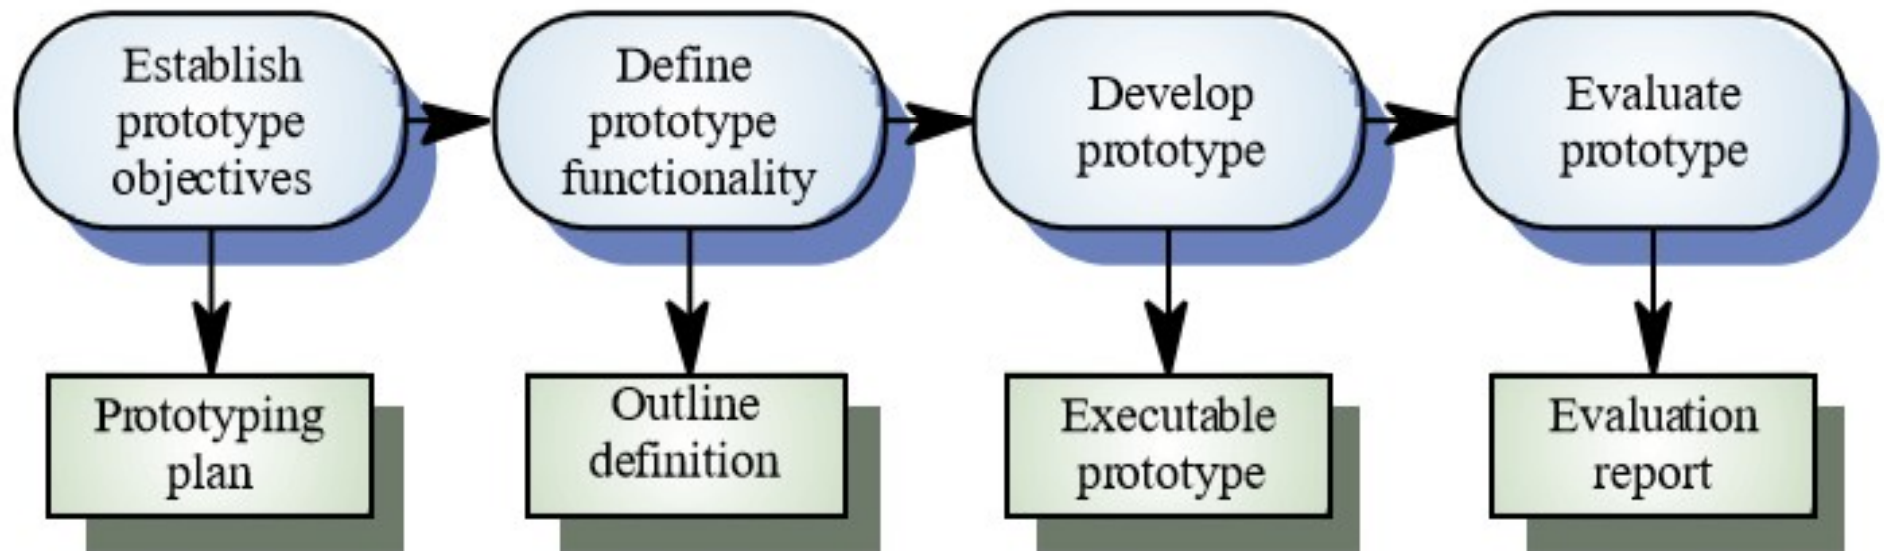 Establish
prototype
objectives
Define
prototype
functionality
Develop
prototype
Evaluate
prototype
Prototyping
plan
Outline
definition
Executable
prototype
Evaluation
report